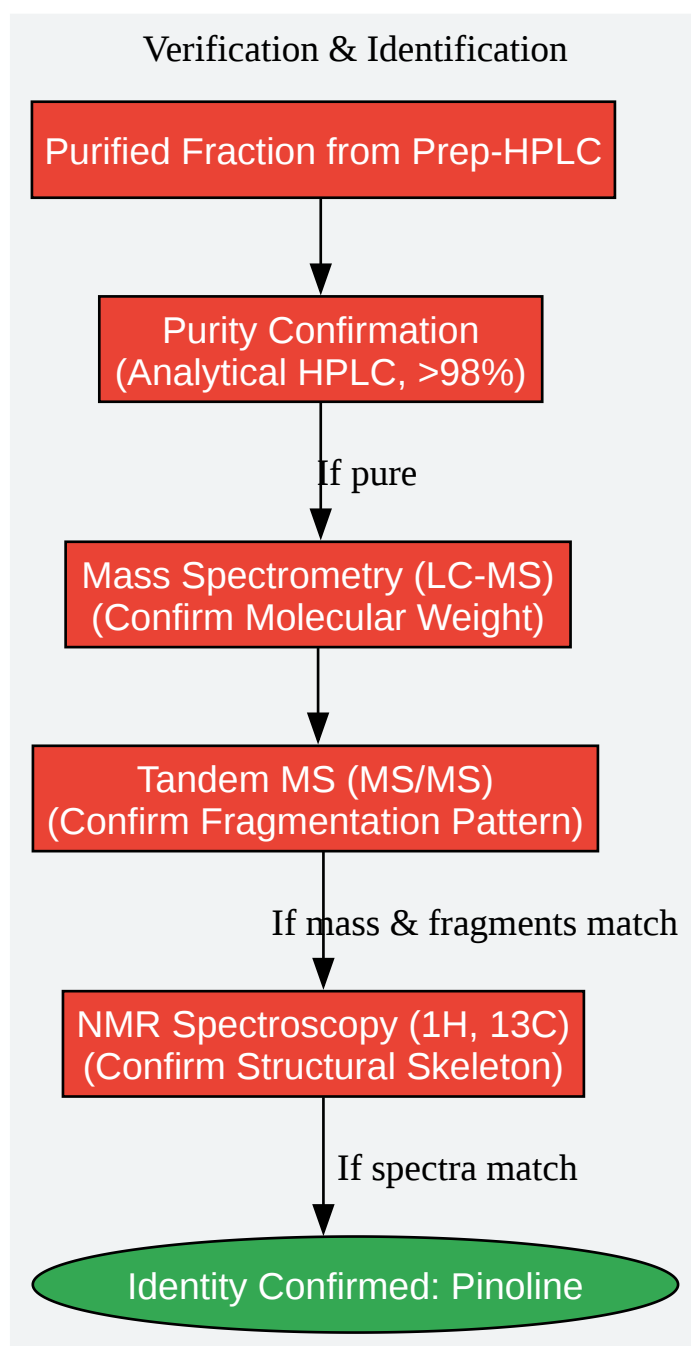 Verification & Identification
Purified Fraction from Prep-HPLC
Purity Confirmation
(Analytical HPLC, >98%)
If pure
Mass Spectrometry (LC-MS)
(Confirm Molecular Weight)
Tandem MS (MS/MS)
(Confirm Fragmentation Pattern)
If mass & fragments match
NMR Spectroscopy (1H, 13C)
(Confirm Structural Skeleton)
If spectra match
Identity Confirmed: Pinoline